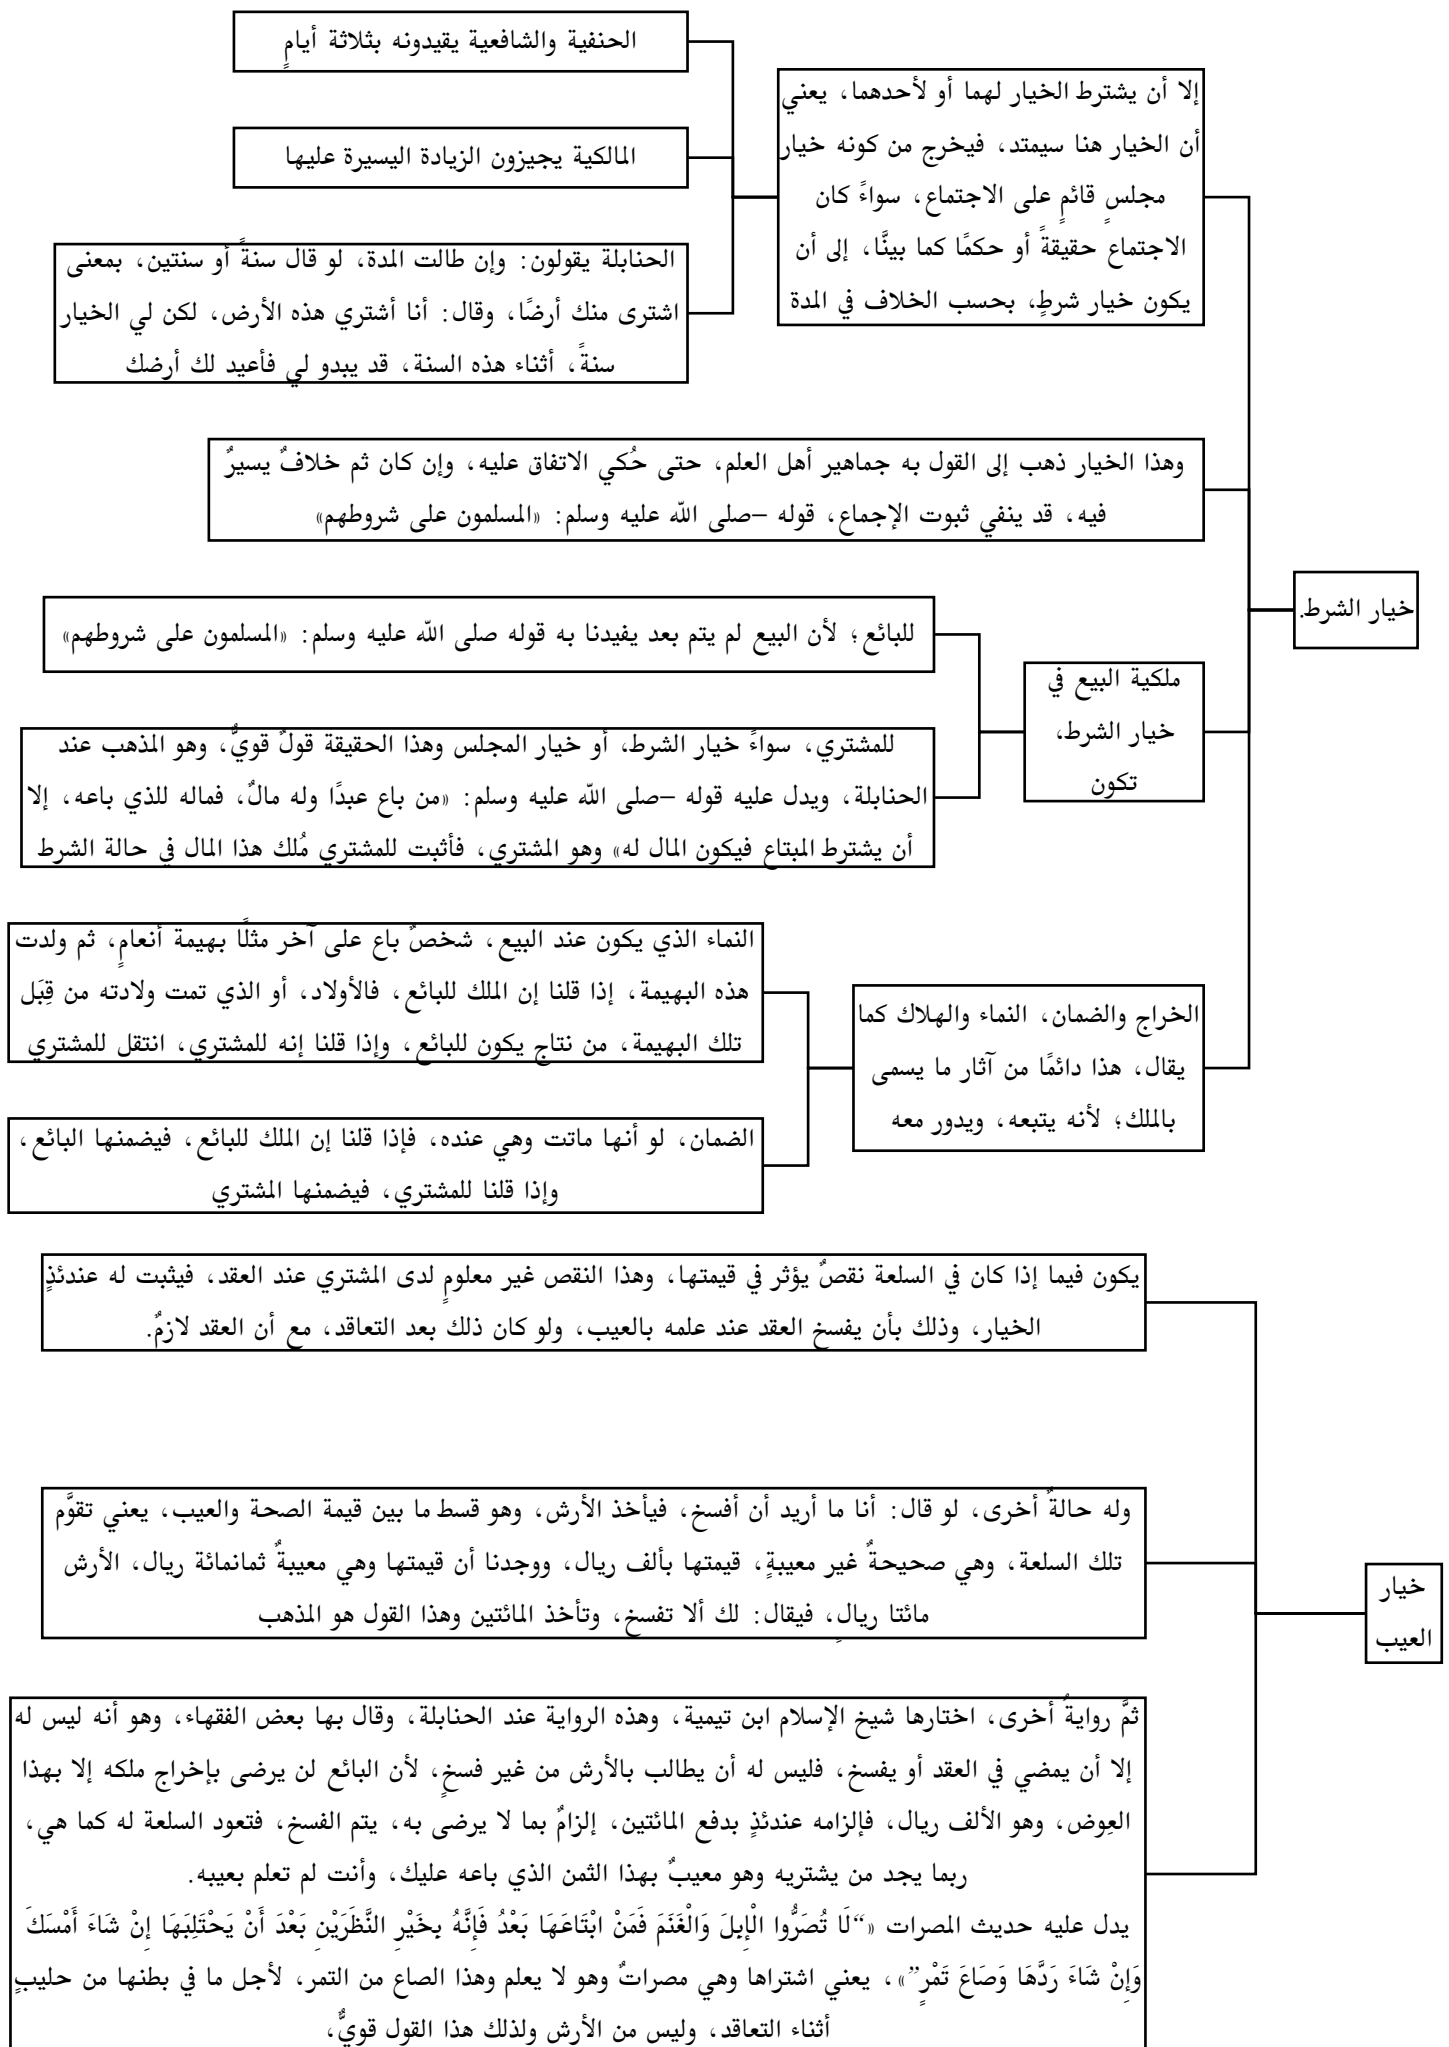 خيار الشرط.
إلا أن يشترط الخيار لهما أو لأحدهما، يعني
أن الخيار هنا سيمتد، فيخرج من كونه خيار
مجلسٍ قائمٍ على الاجتماع، سواءً كان
الاجتماع حقيقةً أو حكمًا كما بينَّا، إلى أن
يكون خيار شرطٍ، بحسب الخلاف في المدة
الحنفية والشافعية يقيدونه بثلاثة أيامٍ
المالكية يجيزون الزيادة اليسيرة عليها
الحنابلة يقولون: وإن طالت المدة، لو قال سنةً أو سنتين، بمعنى
اشترى منك أرضًا، وقال: أنا أشتري هذه الأرض، لكن لي الخيار
سنةً، أثناء هذه السنة، قد يبدو لي فأعيد لك أرضك
وهذا الخيار ذهب إلى القول به جماهير أهل العلم، حتى حُكي الاتفاق عليه، وإن كان ثم خلافٌ يسيرٌ
فيه، قد ينفي ثبوت الإجماع، قوله –صلى الله عليه وسلم: «المسلمون على شروطهم»
ملكية البيع في
خيار الشرط،
تكون
للبائع؛ لأن البيع لم يتم بعد يفيدنا به قوله صلى الله عليه وسلم: «المسلمون على شروطهم»
للمشتري، سواءً خيار الشرط، أو خيار المجلس وهذا الحقيقة قولٌ قويٌّ، وهو المذهب عند
الحنابلة، ويدل عليه قوله –صلى الله عليه وسلم: «من باع عبدًا وله مالٌ، فماله للذي باعه، إلا
أن يشترط المبتاع فيكون المال له» وهو المشتري، فأثبت للمشتري مُلك هذا المال في حالة الشرط
الخراج والضمان، النماء والهلاك كما
يقال، هذا دائمًا من آثار ما يسمى
بالملك؛ لأنه يتبعه، ويدور معه
النماء الذي يكون عند البيع، شخصٌ باع على آخر مثلًا بهيمة أنعامٍ، ثم ولدت
هذه البهيمة، إذا قلنا إن الملك للبائع، فالأولاد، أو الذي تمت ولادته من قِبَل
تلك البهيمة، من نتاج يكون للبائع، وإذا قلنا إنه للمشتري، انتقل للمشتري
الضمان، لو أنها ماتت وهي عنده، فإذا قلنا إن الملك للبائع، فيضمنها البائع،
وإذا قلنا للمشتري، فيضمنها المشتري
خيار
العيب
يكون فيما إذا كان في السلعة نقصٌ يؤثر في قيمتها، وهذا النقص غير معلومٍ لدى المشتري عند العقد، فيثبت له عندئذٍ
الخيار، وذلك بأن يفسخ العقد عند علمه بالعيب، ولو كان ذلك بعد التعاقد، مع أن العقد لازمٌ.
وله حالةٌ أخرى، لو قال: أنا ما أريد أن أفسخ، فيأخذ الأرش، وهو قسط ما بين قيمة الصحة والعيب، يعني تقوَّم
تلك السلعة، وهي صحيحةٌ غير معيبةٍ، قيمتها بألف ريال، ووجدنا أن قيمتها وهي معيبةٌ ثمانمائة ريال، الأرش
مائتا ريالٍ، فيقال: لك ألا تفسخ، وتأخذ المائتين وهذا القول هو المذهب
ثمَّ روايةٌ أخرى، اختارها شيخ الإسلام ابن تيمية، وهذه الرواية عند الحنابلة، وقال بها بعض الفقهاء، وهو أنه ليس له
إلا أن يمضي في العقد أو يفسخ، فليس له أن يطالب بالأرش من غير فسخٍ، لأن البائع لن يرضى بإخراج ملكه إلا بهذا
العِوض، وهو الألف ريال، فإلزامه عندئذٍ بدفع المائتين، إلزامٌ بما لا يرضى به، يتم الفسخ، فتعود السلعة له كما هي،
ربما يجد من يشتريه وهو معيبٌ بهذا الثمن الذي باعه عليك، وأنت لم تعلم بعيبه.
يدل عليه حديث المصرات «“لَا تُصَرُّوا الْإِبِلَ وَالْغَنَمَ فَمَنْ ابْتَاعَهَا بَعْدُ فَإِنَّهُ بِخَيْرِ النَّظَرَيْنِ بَعْدَ أَنْ يَحْتَلِبَهَا إِنْ شَاءَ أَمْسَكَ
وَإِنْ شَاءَ رَدَّهَا وَصَاعَ تَمْرٍ”»، يعني اشتراها وهي مصراتٌ وهو لا يعلم وهذا الصاع من التمر، لأجل ما في بطنها من حليبٍ
أثناء التعاقد، وليس من الأرش ولذلك هذا القول قويٌّ،